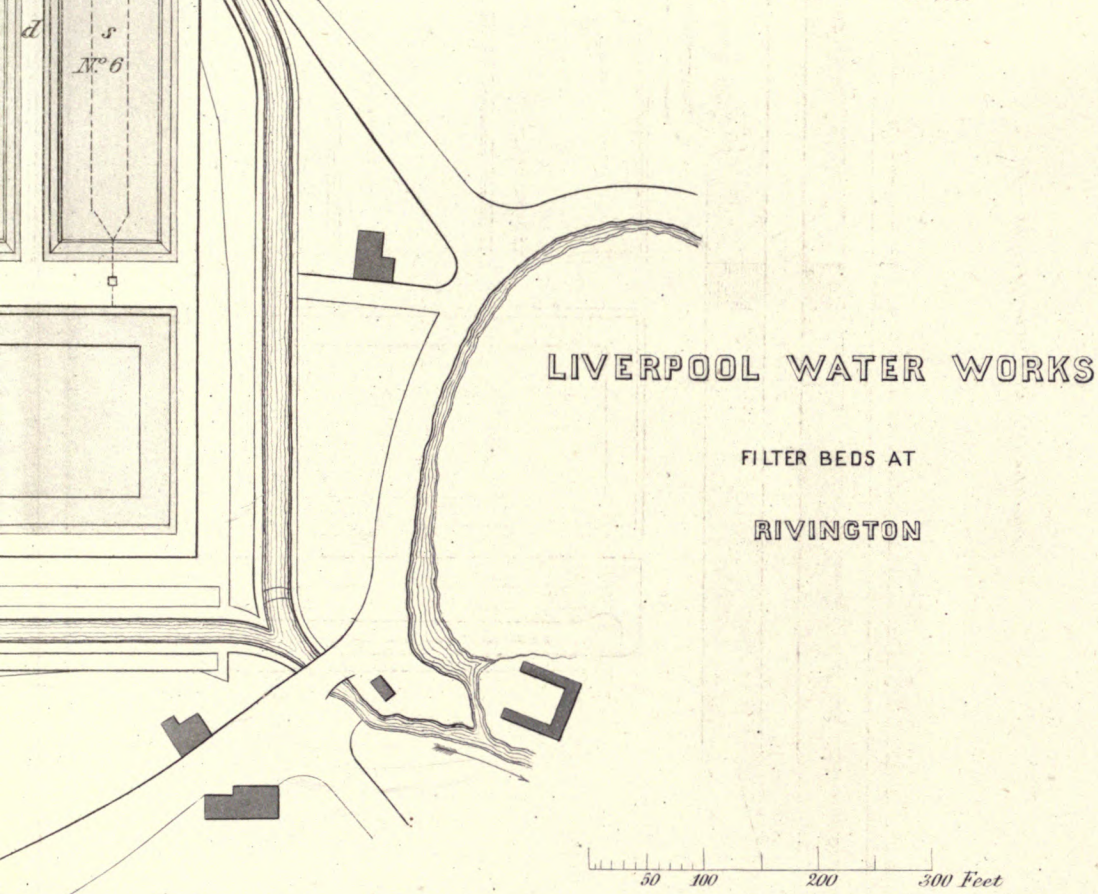 d
s
Nº 6
LIVERPOOL WATER WORKS
FILTER BEDS AT
RIVINGTON
50 100 200 300 Feet